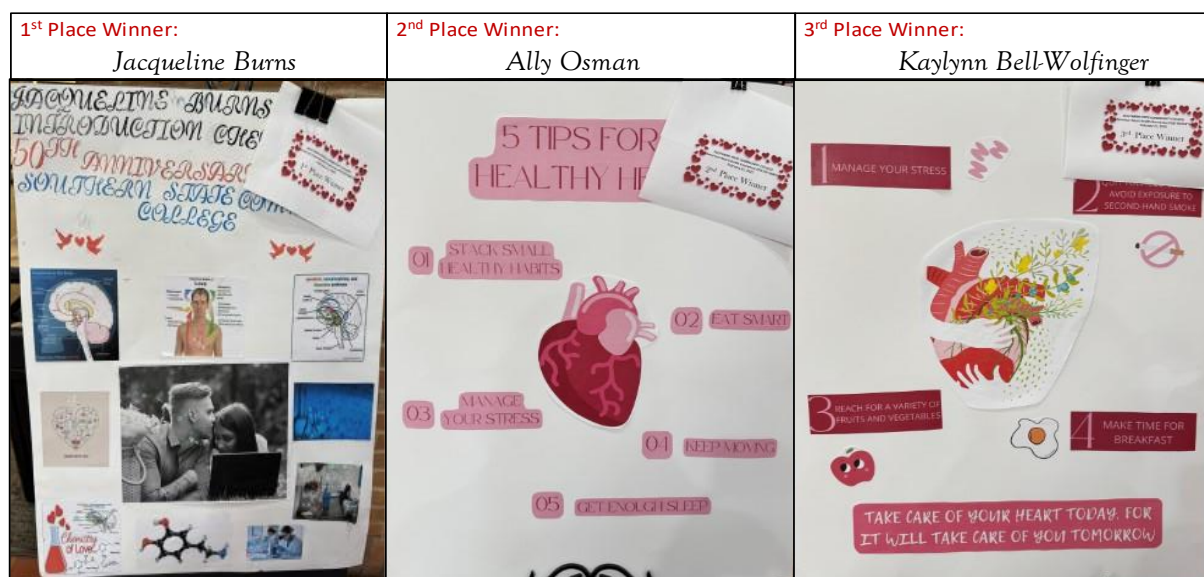 1st Place Winner:
Jacqueline Burns
2nd Place Winner:
Ally Osman
3rd Place Winner:
Kaylynn Bell-Wolfinger
JACQUELINE BURNS
INTRODUCTION CHE
50TH ANNIVERSAR
SOUTHERN STATE COM
COLLEGE
1st Place Winner
Chemistry
of Love
5 TIPS FOR
HEALTHY HE
2nd Place Winner
01 STACK SMALL
HEALTHY HABITS
02 EAT SMART
03 MANAGE
YOUR STRESS
04 KEEP MOVING
05 GET ENOUGH SLEEP
3rd Place Winner
1 MANAGE YOUR STRESS
2
AVOID EXPOSURE TO
SECOND-HAND SMOKE
3 REACH FOR A VARIETY OF
FRUITS AND VEGETABLES
4 MAKE TIME FOR
BREAKFAST
TAKE CARE OF YOUR HEART TODAY, FOR
IT WILL TAKE CARE OF YOU TOMORROW